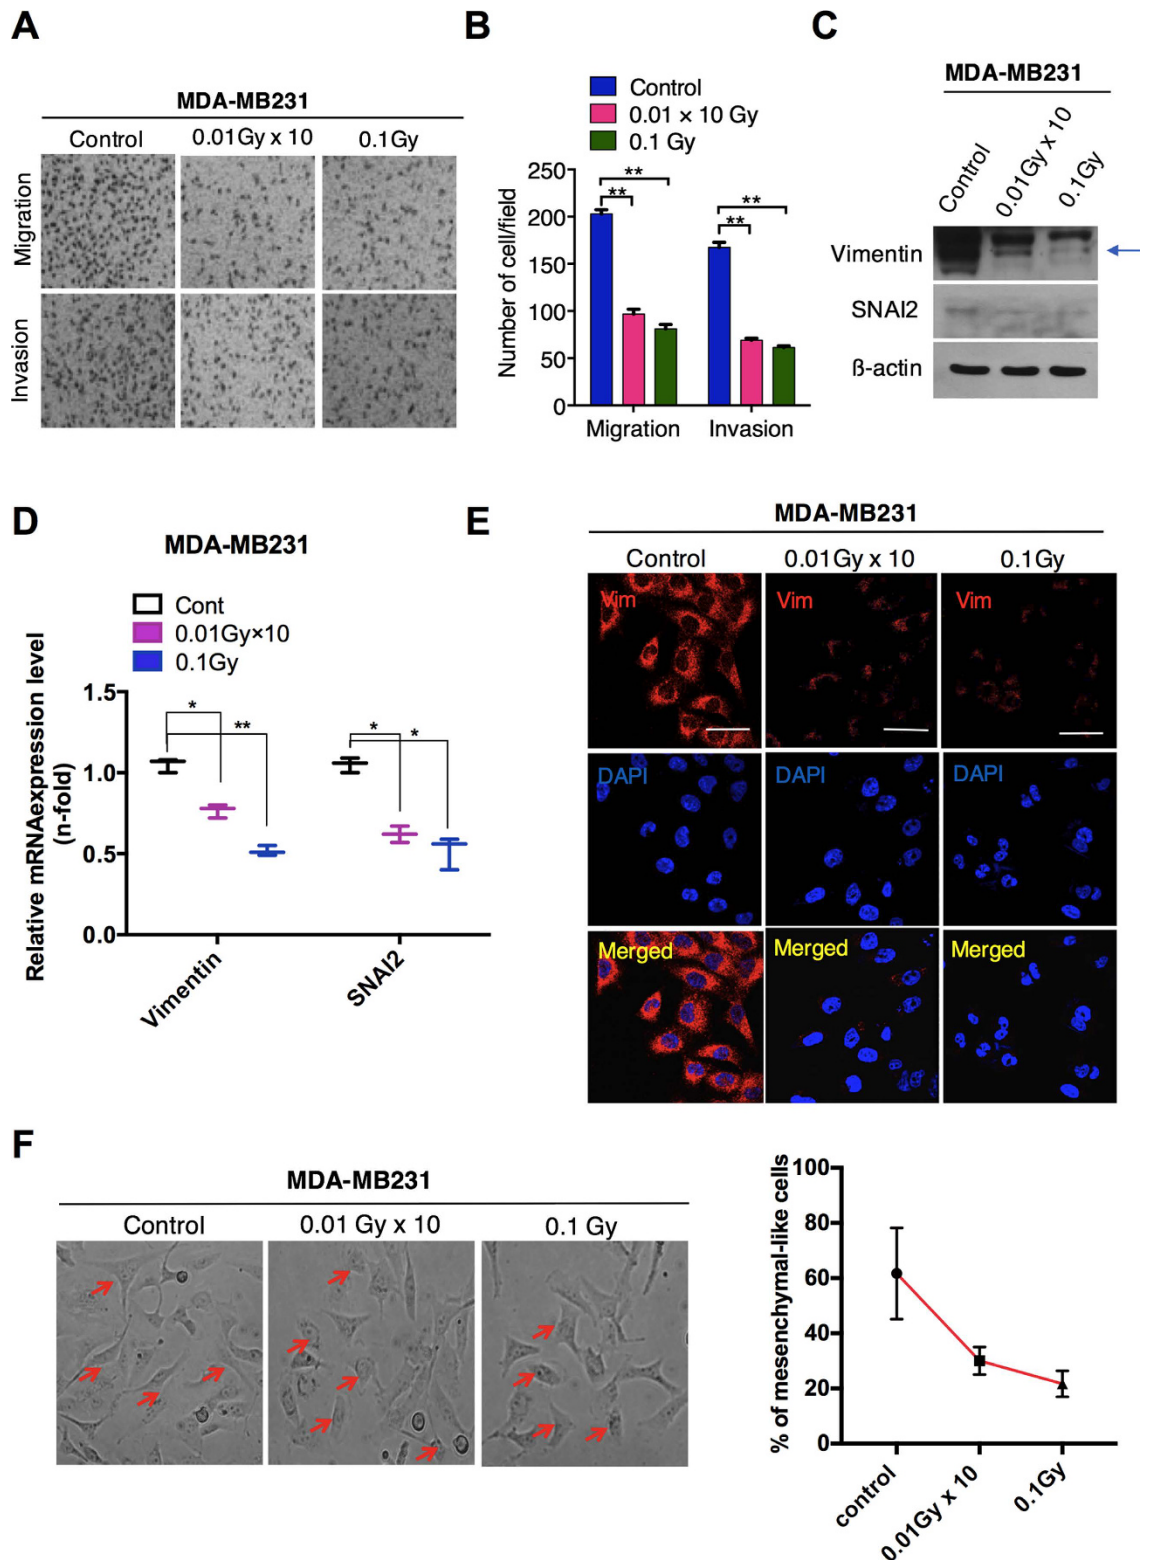 A
MDA-MB231
Control 0.01Gy x 10 0.1Gy
Migration
Invasion
B
Control
0.01 × 10 Gy
0.1 Gy
Number of cell/field
250
200
150
100
50
0
** **
** **
Migration Invasion
C
MDA-MB231
Control 0.01Gy x 10 0.1Gy
Vimentin
SNAI2
ß-actin
D
MDA-MB231
Cont
0.01Gy×10
0.1Gy
Relative mRNAexpression level
(n-fold)
1.5
1.0
0.5
0.0
* **
* *
Vimentin SNAI2
E
MDA-MB231
Control 0.01Gy x 10 0.1Gy
Vim Vim Vim
DAPI DAPI DAPI
Merged Merged Merged
F
MDA-MB231
Control 0.01 Gy x 10 0.1 Gy
% of mesenchymal-like cells
100
80
60
40
20
0
control 0.01Gy x 10 0.1Gy